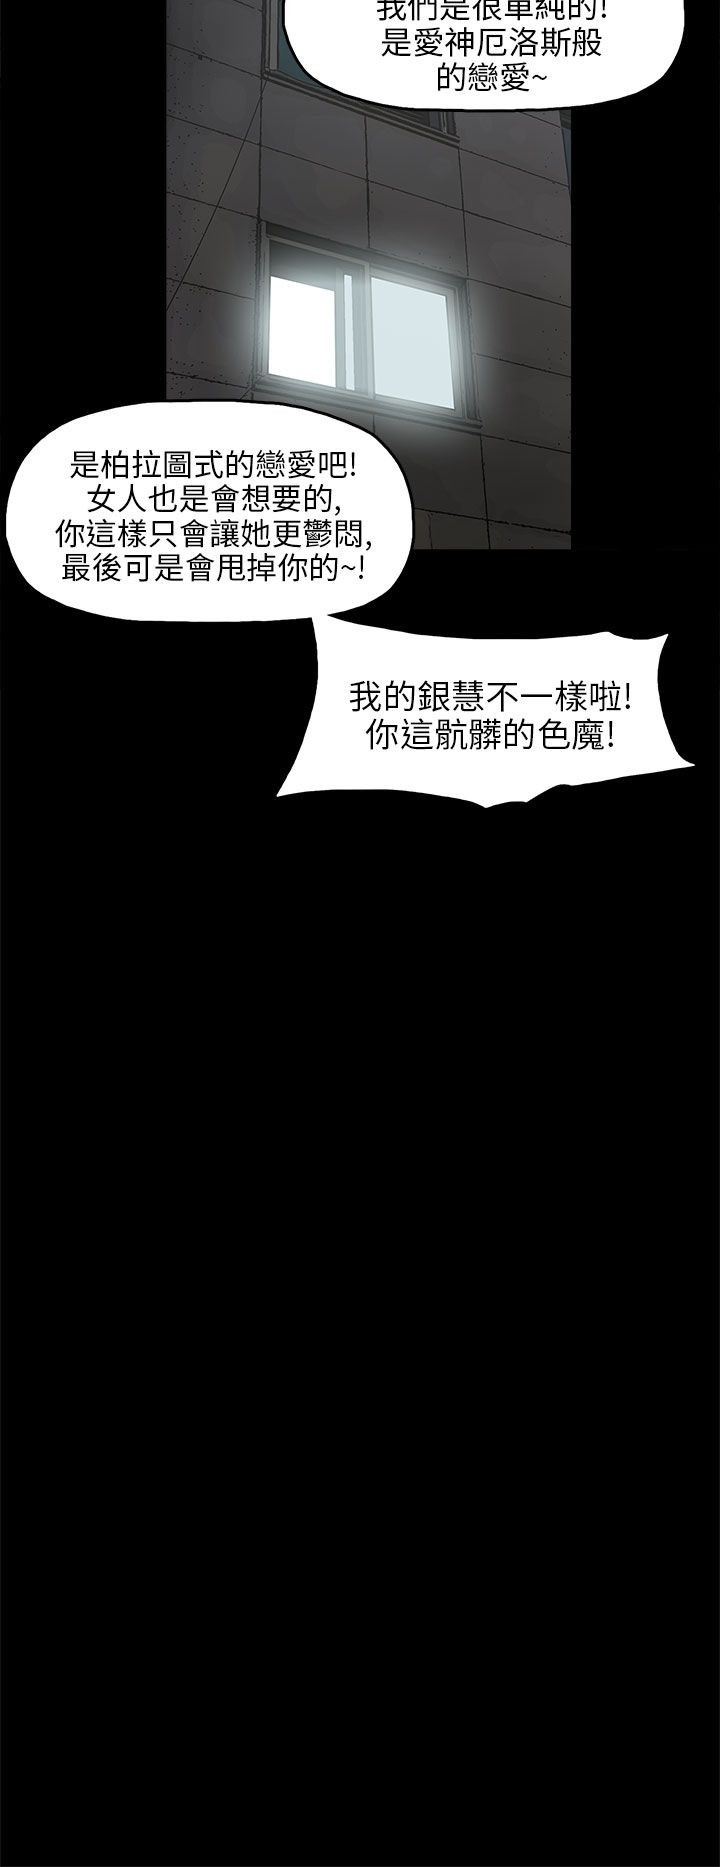 我們是很單純的!
是愛神厄洛斯般
的戀愛~
是柏拉圖式的戀愛吧!
女人也是會想要的,
你這樣只會讓她更鬱悶,
最後可是會甩掉你的~!
我的銀慧不一樣啦!
你這骯髒的色魔!